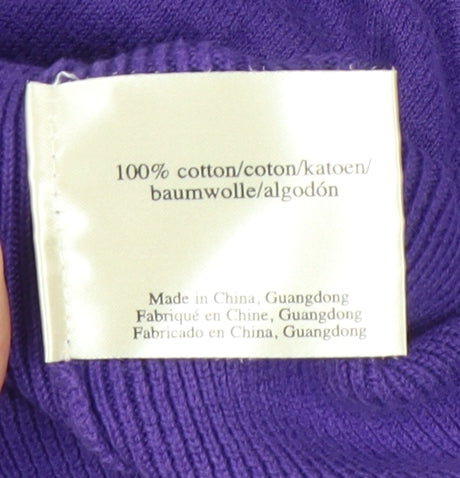 100% cotton/coton/katoen/
baumwolle/algodón
Made in China, Guangdong
Fabriqué en Chine, Guangdong
Fabricado en China, Guangdong